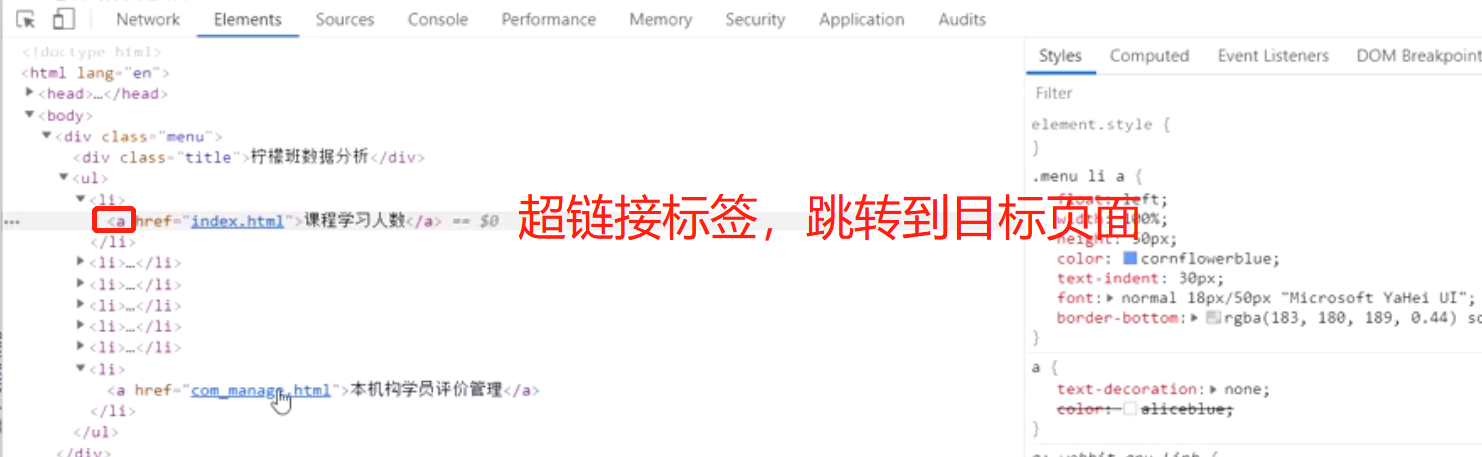 Network Elements Sources Console Performance Memory Security Application Audits
<!doctype html>
<html lang="en">
<head>…</head>
<body>
<div class="menu">
<div class="title">柠檬班数据分析</div>
<ul>
<li>
<a href="index.html">课程学习人数</a> == $0
</li>
<li>…</li>
<li>…</li>
<li>…</li>
<li>…</li>
<li>…</li>
<li>
<a href="com_manage.html">本机构学员评价管理</a>
</li>
</ul>
</div>
超链接标签，跳转到目标页面
Styles Computed Event Listeners DOM Breakpoint
Filter
element.style {
}
.menu li a {
float: left;
width: 100%;
height: 50px;
color: cornflowerblue;
text-indent: 30px;
font: normal 18px/50px "Microsoft YaHei UI";
border-bottom: rgba(183, 180, 189, 0.44) so
}
a {
text-decoration: none;
color: aliceblue;
}